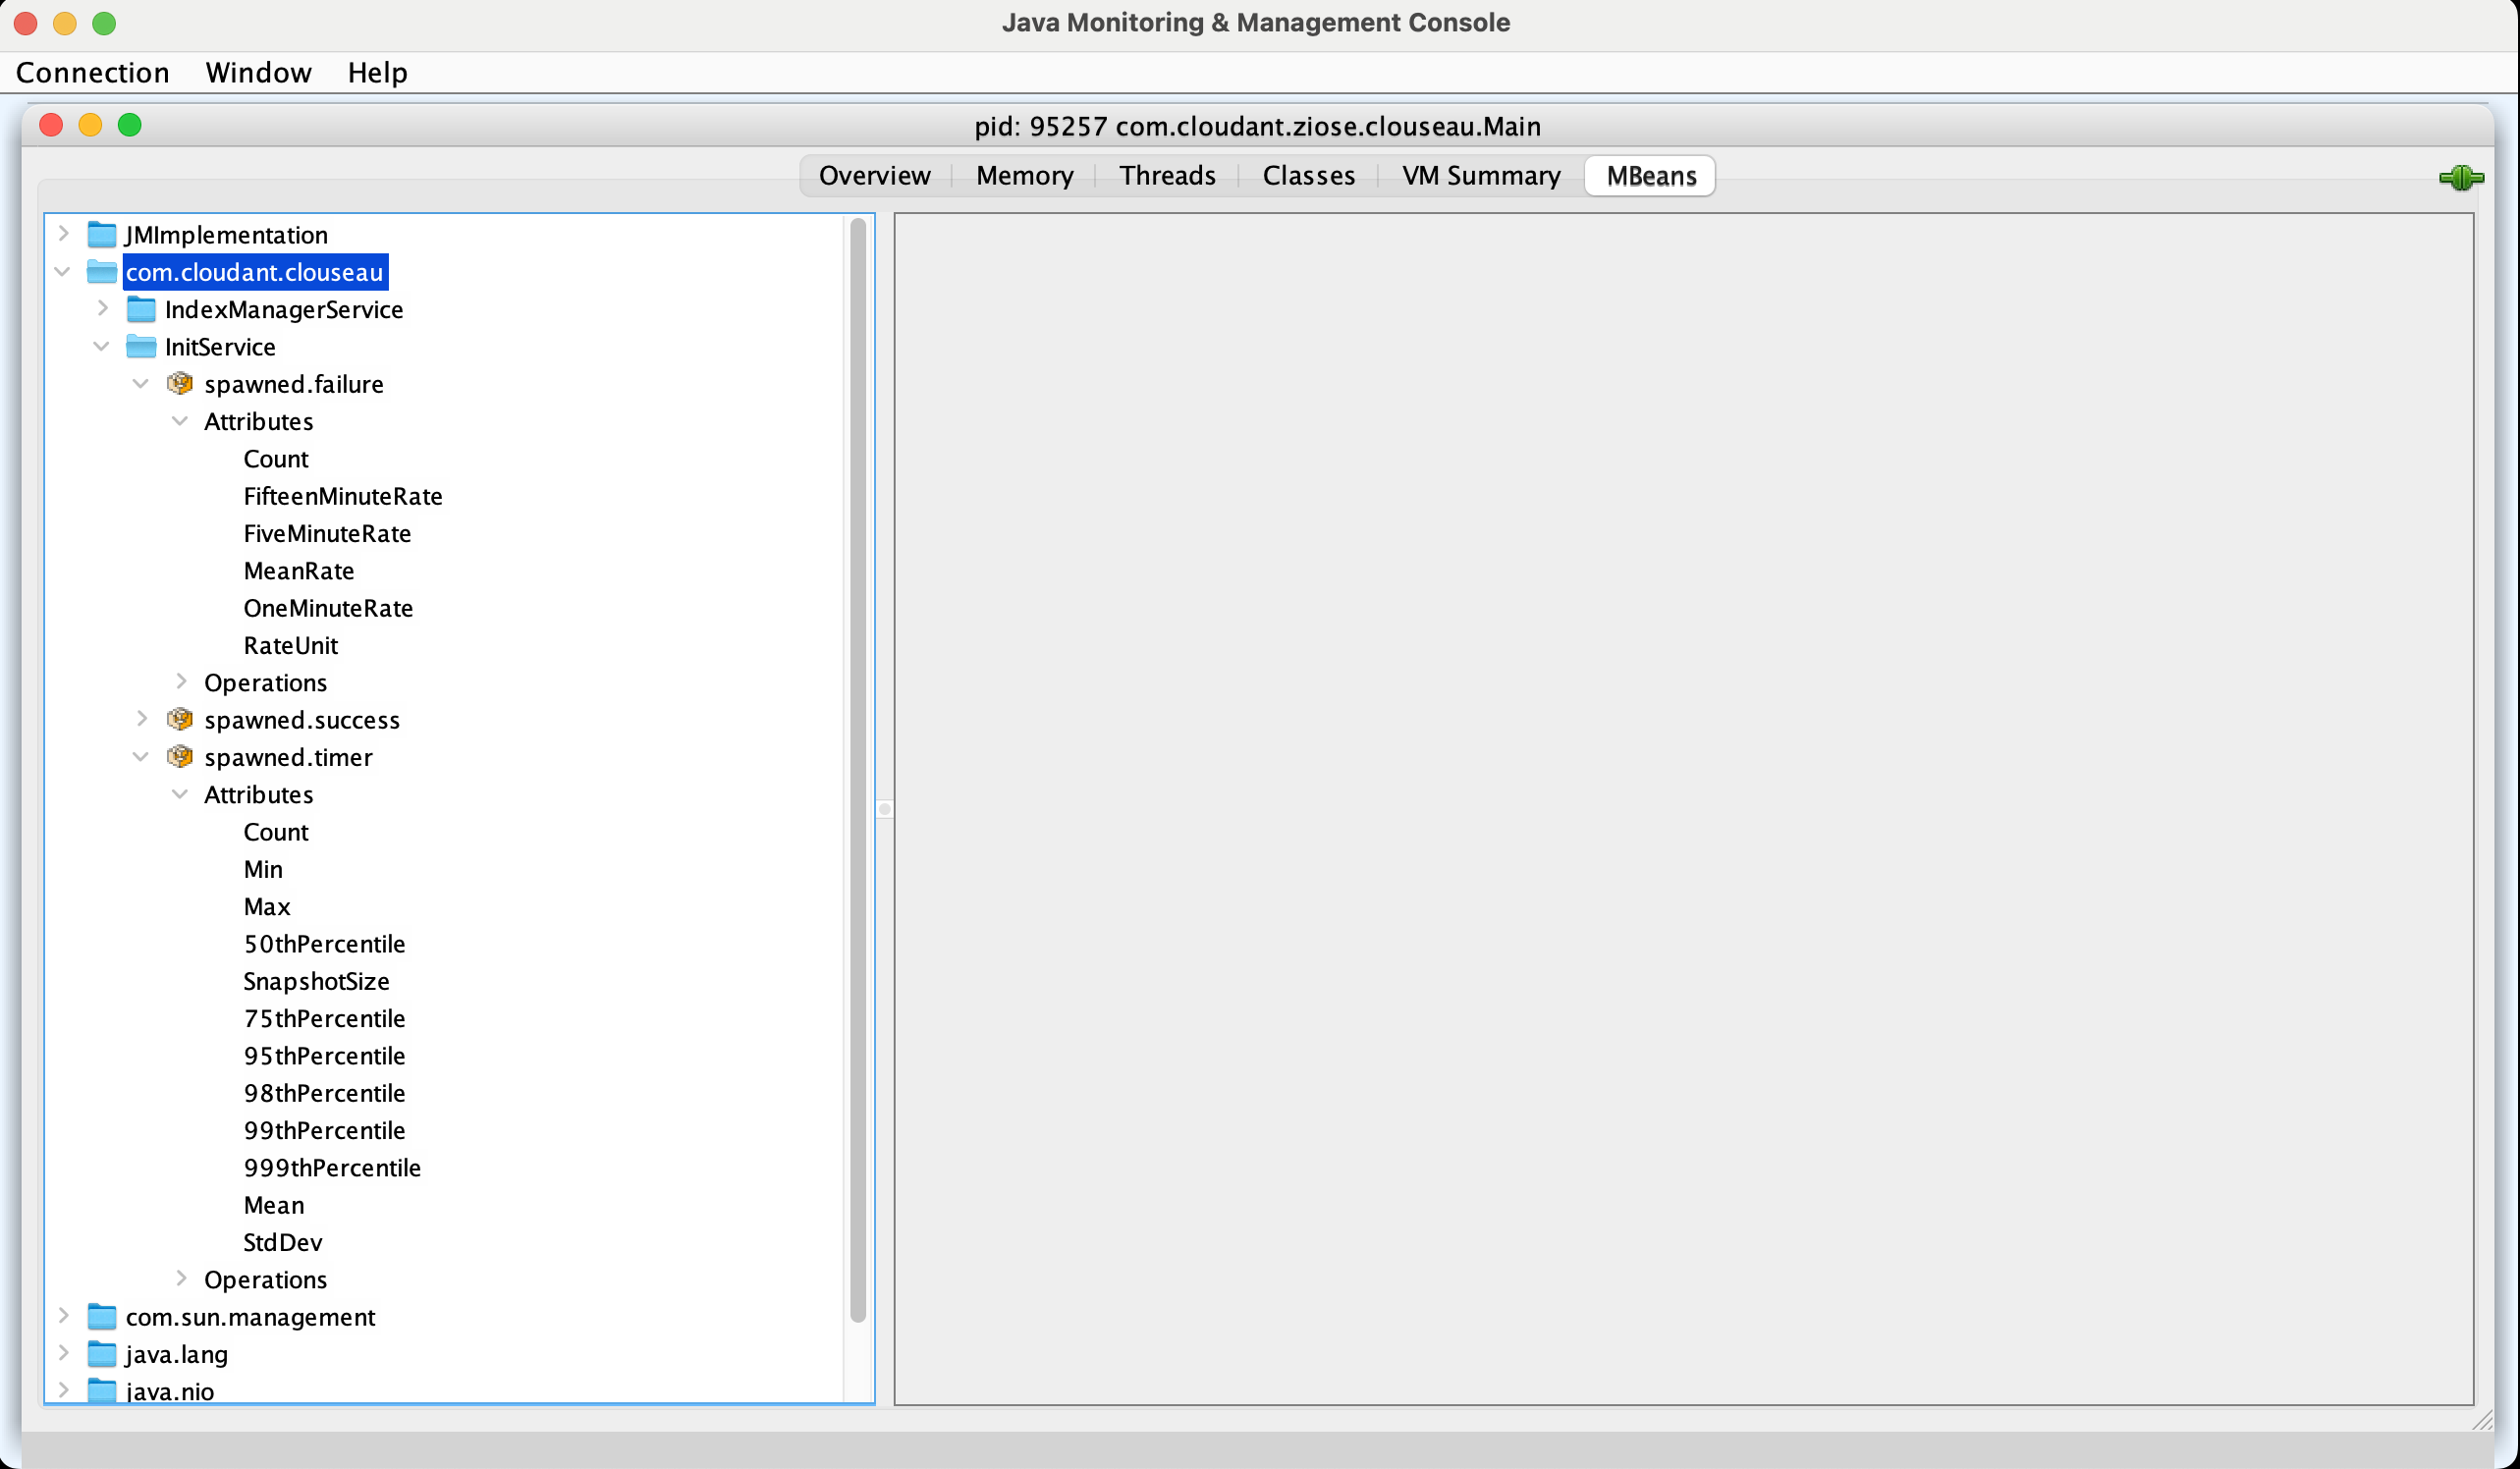 Java Monitoring & Management Console
Connection Window Help
pid: 95257 com.cloudant.ziose.clouseau.Main
Overview Memory Threads Classes VM Summary MBeans
JMImplementation
com.cloudant.clouseau
IndexManagerService
InitService
spawned.failure
Attributes
Count
FifteenMinuteRate
FiveMinuteRate
MeanRate
OneMinuteRate
RateUnit
Operations
spawned.success
spawned.timer
Attributes
Count
Min
Max
50thPercentile
SnapshotSize
75thPercentile
95thPercentile
98thPercentile
99thPercentile
999thPercentile
Mean
StdDev
Operations
com.sun.management
java.lang
java.nio